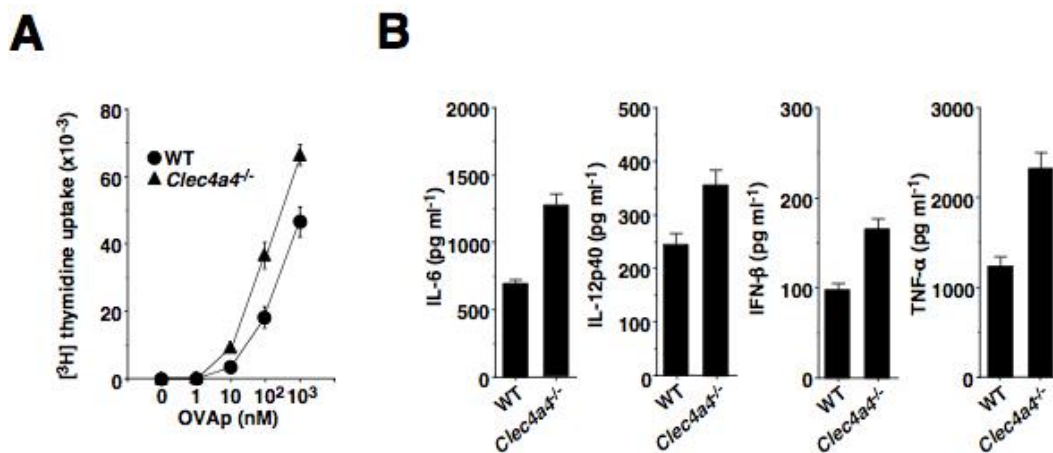 A
B
[³H] thymidine uptake (x10⁻³)
80
60
40
20
0
WT
Clec4a4⁻/⁻
0 1 10 10² 10³
OVAp (nM)
IL-6 (pg ml⁻¹)
2000
1500
1000
500
0
WT
Clec4a4⁻/⁻
IL-12p40 (pg ml⁻¹)
500
400
300
200
100
0
WT
Clec4a4⁻/⁻
IFN-β (pg ml⁻¹)
300
200
100
0
WT
Clec4a4⁻/⁻
TNF-α (pg ml⁻¹)
3000
2000
1000
0
WT
Clec4a4⁻/⁻